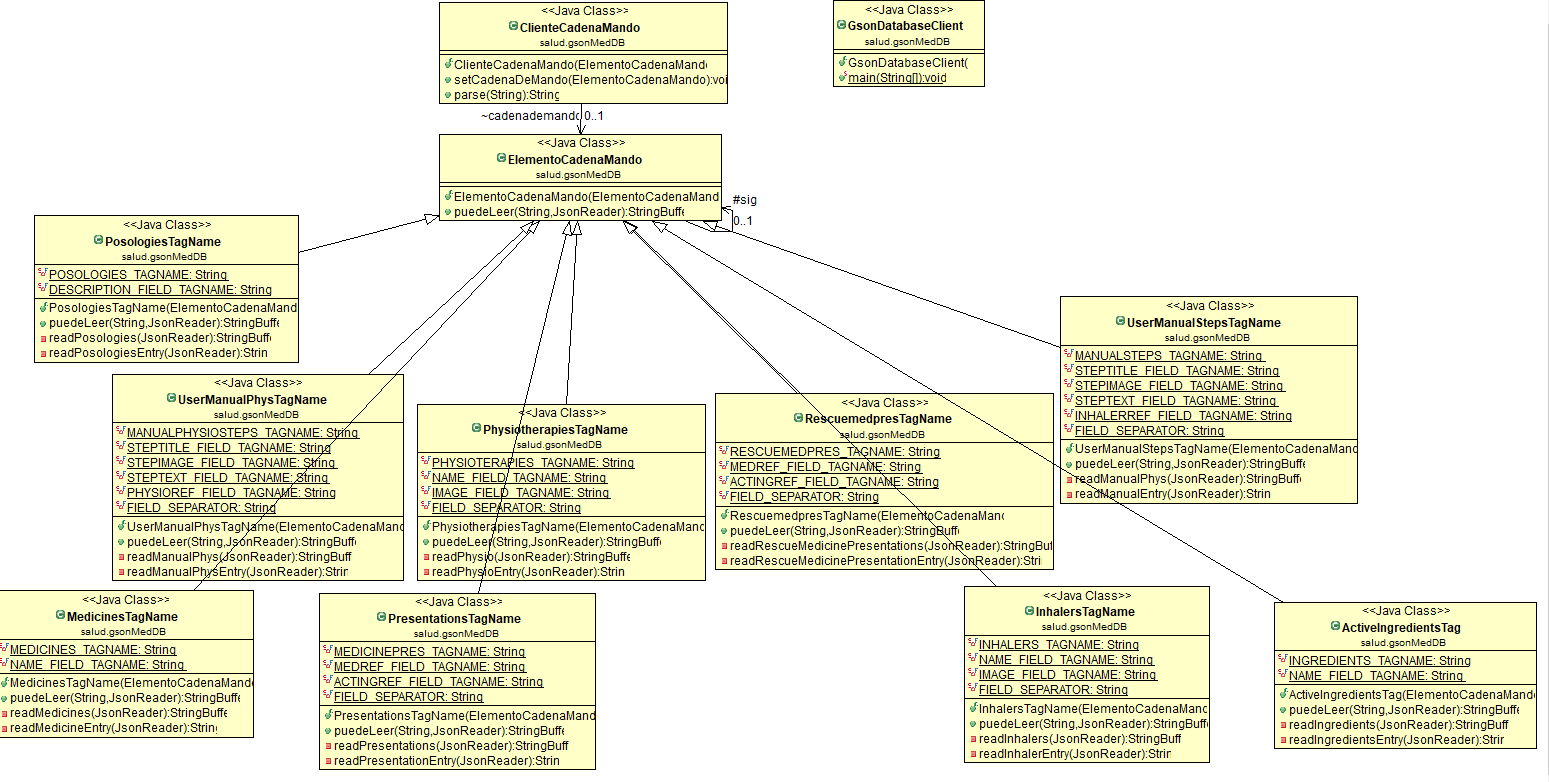 <<Java Class>>
ClienteCadenaMando
salud.gsonMedDB
ClienteCadenaMando(ElementoCadenaMando
setCadenaDeMando(ElementoCadenaMando):voi
parse(String):String
<<Java Class>>
GsonDatabaseClient
salud.gsonMedDB
GsonDatabaseClient(
main(String[]):void
~cadenademando 0..1
<<Java Class>>
ElementoCadenaMando
salud.gsonMedDB
ElementoCadenaMando(ElementoCadenaMand
puedeLeer(String,JsonReader):StringBuffe
#sig
0..1
<<Java Class>>
PosologiesTagName
salud.gsonMedDB
POSOLOGIES_TAGNAME: String
DESCRIPTION_FIELD_TAGNAME: String
PosologiesTagName(ElementoCadenaMand
puedeLeer(String,JsonReader):StringBuffe
readPosologies(JsonReader):StringBuffe
readPosologiesEntry(JsonReader):Strin
<<Java Class>>
UserManualStepsTagName
salud.gsonMedDB
MANUALSTEPS_TAGNAME: String
STEPTITLE_FIELD_TAGNAME: String
STEPIMAGE_FIELD_TAGNAME: String
STEPTEXT_FIELD_TAGNAME: String
INHALERREF_FIELD_TAGNAME: String
FIELD_SEPARATOR: String
UserManualStepsTagName(ElementoCadenaMand
puedeLeer(String,JsonReader):StringBuffe
readManualPhys(JsonReader):StringBuffe
readManualEntry(JsonReader):Strin
<<Java Class>>
UserManualPhysTagName
salud.gsonMedDB
MANUALPHYSIOSTEPS_TAGNAME: String
STEPTITLE_FIELD_TAGNAME: String
STEPIMAGE_FIELD_TAGNAME: String
STEPTEXT_FIELD_TAGNAME: String
PHYSIOREF_FIELD_TAGNAME: String
FIELD_SEPARATOR: String
UserManualPhysTagName(ElementoCadenaMand
puedeLeer(String,JsonReader):StringBuffe
readManualPhys(JsonReader):StringBuff
readManualPhysEntry(JsonReader):Strin
<<Java Class>>
PhysiotherapiesTagName
salud.gsonMedDB
PHYSIOTERAPIES_TAGNAME: String
NAME_FIELD_TAGNAME: String
IMAGE_FIELD_TAGNAME: String
FIELD_SEPARATOR: String
PhysiotherapiesTagName(ElementoCadenaMand
puedeLeer(String,JsonReader):StringBuffe
readPhysio(JsonReader):StringBuffe
readPhysioEntry(JsonReader):Strin
<<Java Class>>
RescuemedpresTagName
salud.gsonMedDB
RESCUEMEDPRES_TAGNAME: String
MEDREF_FIELD_TAGNAME: String
ACTINGREF_FIELD_TAGNAME: String
FIELD_SEPARATOR: String
RescuemedpresTagName(ElementoCadenaMand
puedeLeer(String,JsonReader):StringBuffe
readRescueMedicinePresentations(JsonReader):StringBuf
readRescueMedicinePresentationEntry(JsonReader):Stri
<<Java Class>>
MedicinesTagName
salud.gsonMedDB
MEDICINES_TAGNAME: String
NAME_FIELD_TAGNAME: String
MedicinesTagName(ElementoCadenaMand
puedeLeer(String,JsonReader):StringBuffe
readMedicines(JsonReader):StringBuffe
readMedicineEntry(JsonReader):String
<<Java Class>>
PresentationsTagName
salud.gsonMedDB
MEDICINEPRES_TAGNAME: String
MEDREF_FIELD_TAGNAME: String
ACTINGREF_FIELD_TAGNAME: String
FIELD_SEPARATOR: String
PresentationsTagName(ElementoCadenaMand
puedeLeer(String,JsonReader):StringBuffe
readPresentations(JsonReader):StringBuff
readPresentationEntry(JsonReader):Strin
<<Java Class>>
InhalersTagName
salud.gsonMedDB
INHALERS_TAGNAME: String
NAME_FIELD_TAGNAME: String
IMAGE_FIELD_TAGNAME: String
FIELD_SEPARATOR: String
InhalersTagName(ElementoCadenaMand
puedeLeer(String,JsonReader):StringBuff
readInhalers(JsonReader):StringBuff
readInhalerEntry(JsonReader):Strin
<<Java Class>>
ActiveIngredientsTag
salud.gsonMedDB
INGREDIENTS_TAGNAME: String
NAME_FIELD_TAGNAME: String
ActiveIngredientsTag(ElementoCadenaMand
puedeLeer(String,JsonReader):StringBuffe
readIngredients(JsonReader):StringBuff
readIngredientsEntry(JsonReader):Strin